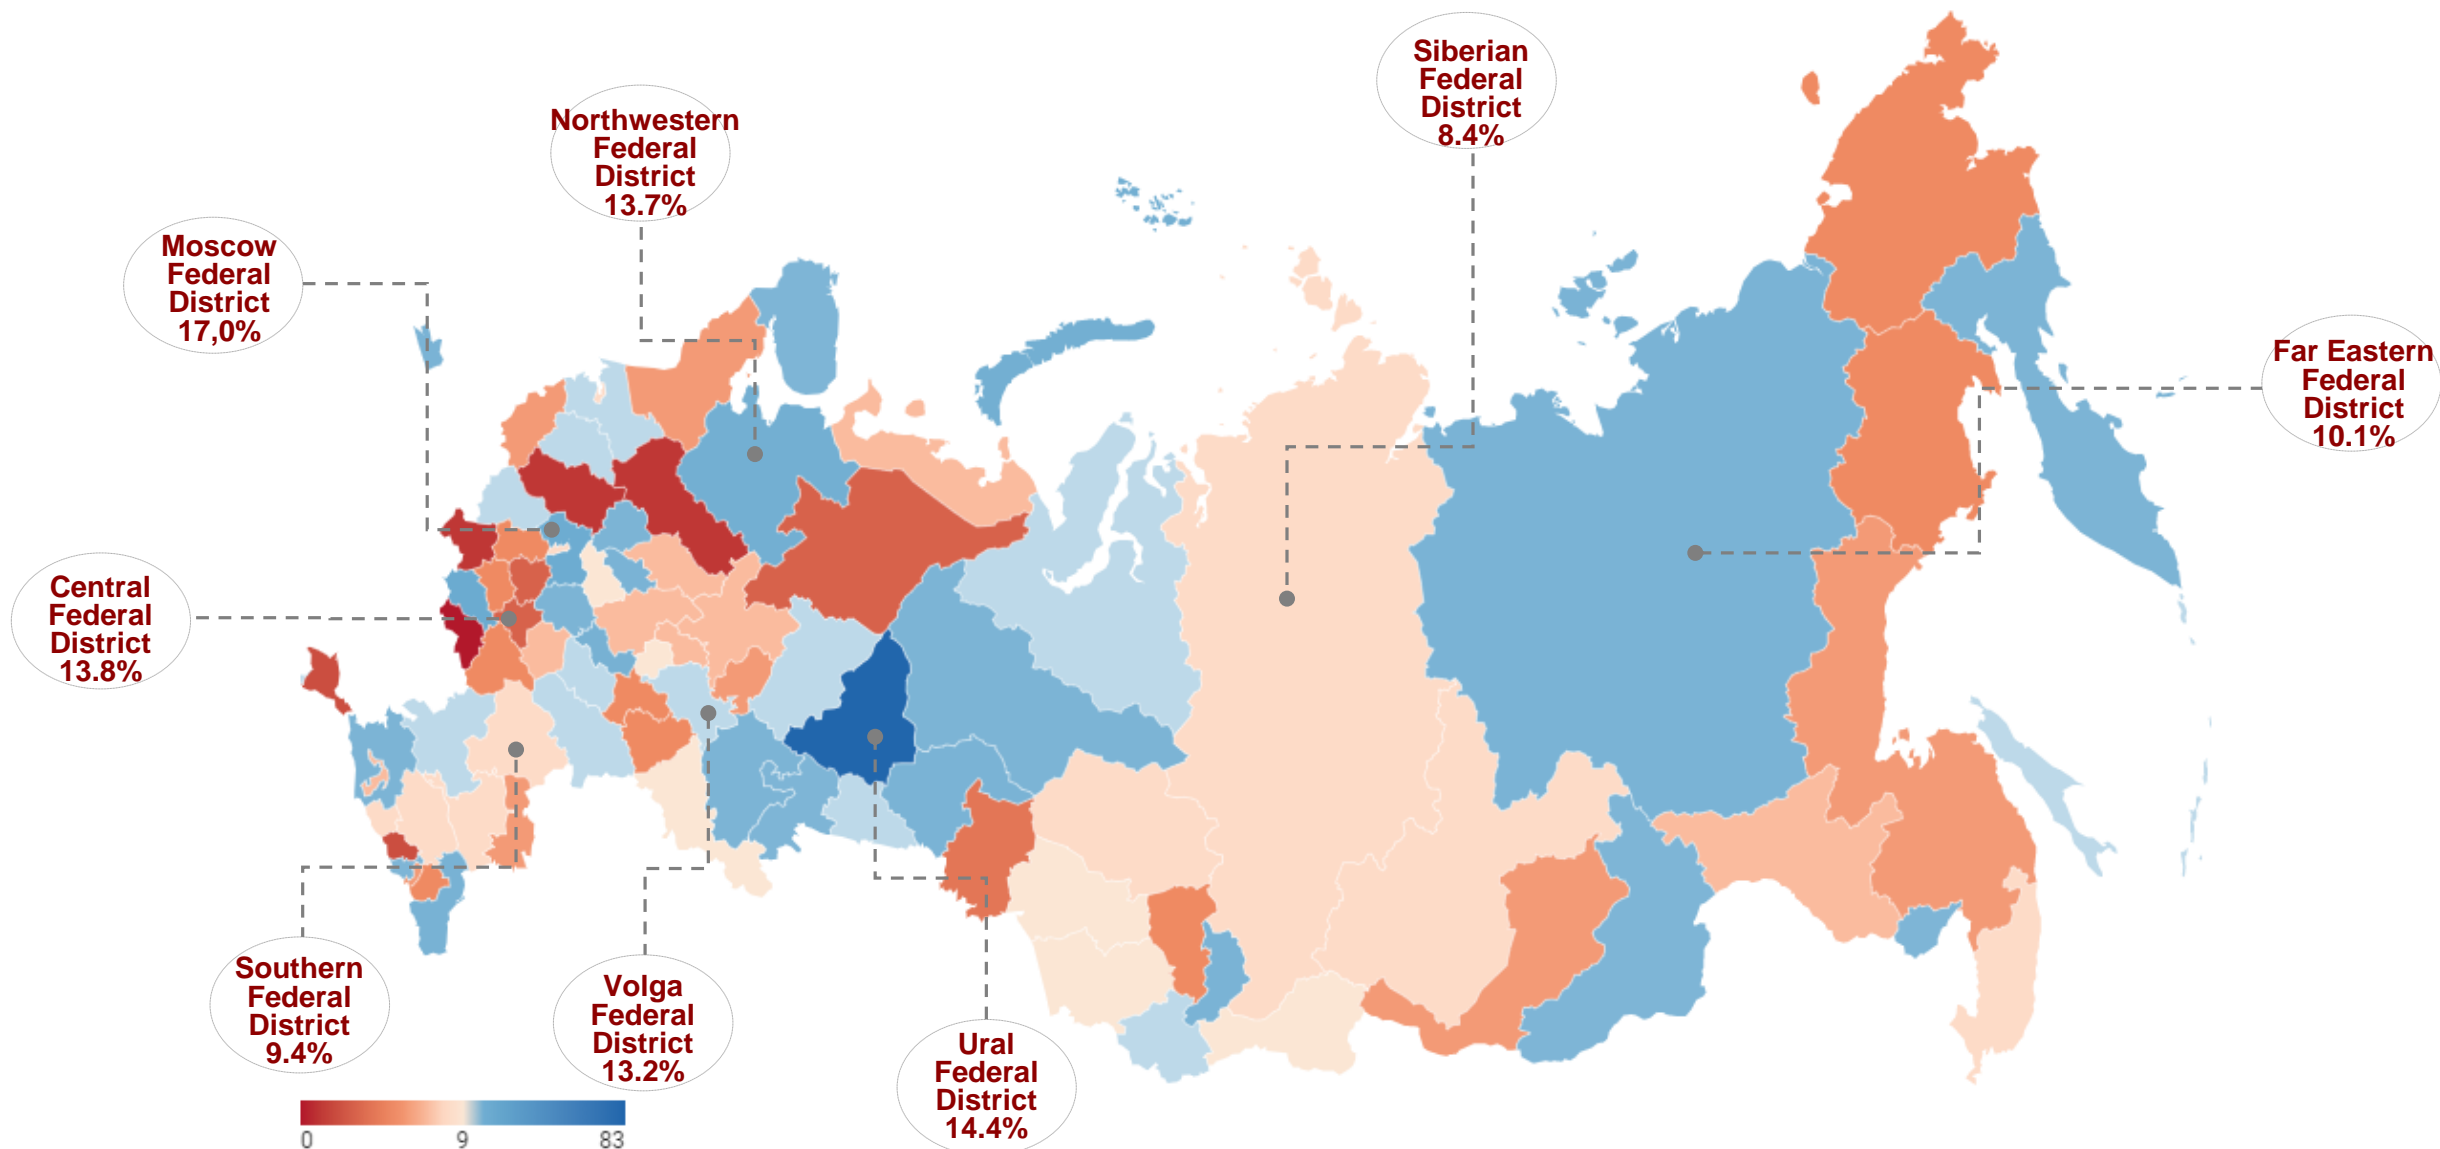 Siberian
Federal
District
8.4%
Northwestern
Federal
District
13.7%
Moscow
Federal
District
17,0%
Far Eastern
Federal
District
10.1%
Central
Federal
District
13.8%
Southern
Federal
District
9.4%
Volga
Federal
District
13.2%
Ural
Federal
District
14.4%
0 9 83